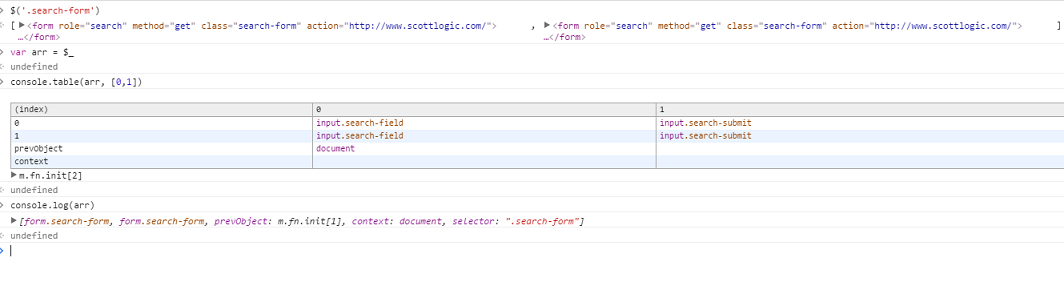 $('.search-form')
[ ▶<form role="search" method="get" class="search-form" action="http://www.scottlogic.com/"> , ▶<form role="search" method="get" class="search-form" action="http://www.scottlogic.com/"> ]
…</form> …</form>
var arr = $_
undefined
console.table(arr, [0,1])
(index) 0 1
0 input.search-field input.search-submit
1 input.search-field input.search-submit
prevObject document
context
▶m.fn.init[2]
undefined
console.log(arr)
▶[form.search-form, form.search-form, prevObject: m.fn.init[1], context: document, selector: ".search-form"]
undefined